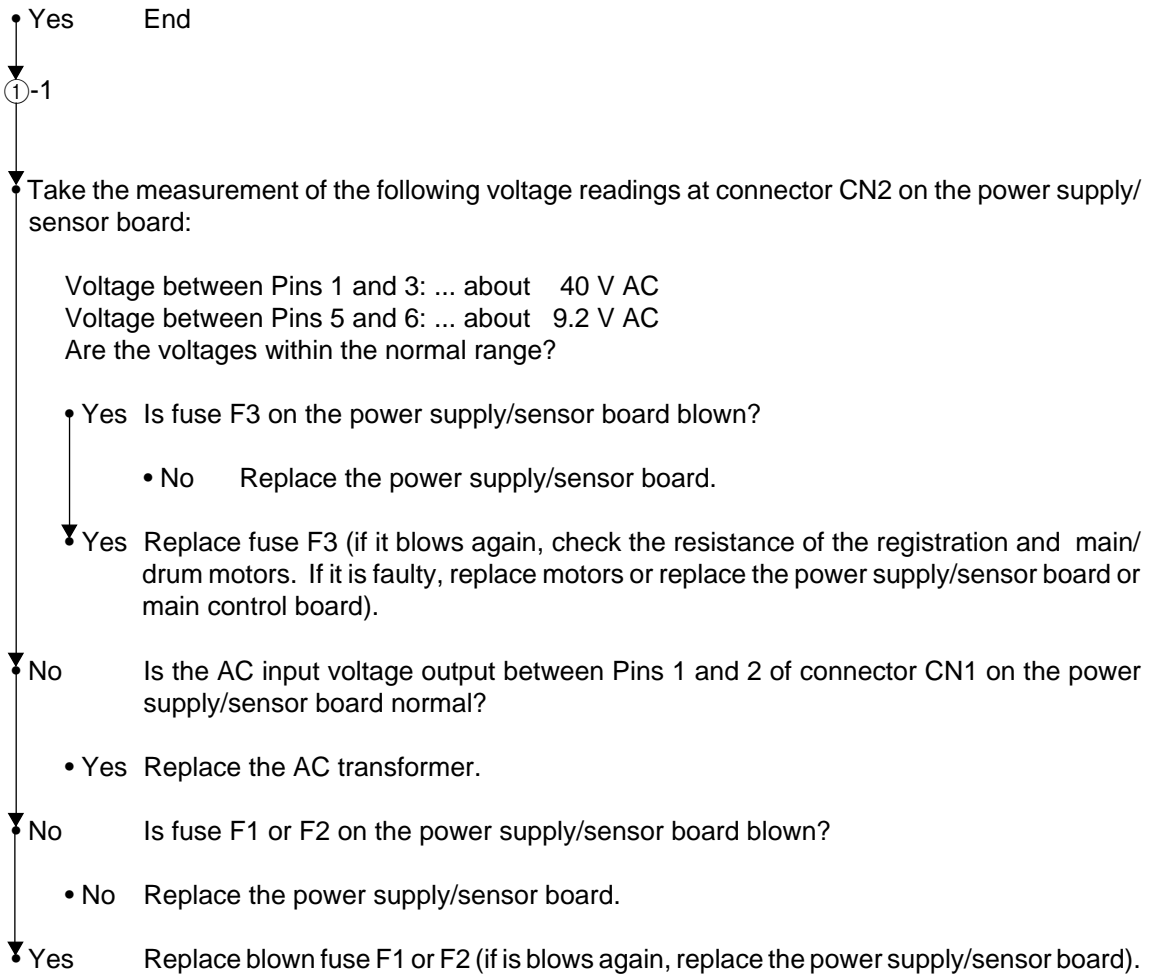 • Yes End
①-1
• Take the measurement of the following voltage readings at connector CN2 on the power supply/
sensor board:
Voltage between Pins 1 and 3: ... about 40 V AC
Voltage between Pins 5 and 6: ... about 9.2 V AC
Are the voltages within the normal range?
• Yes Is fuse F3 on the power supply/sensor board blown?
• No Replace the power supply/sensor board.
• Yes Replace fuse F3 (if it blows again, check the resistance of the registration and main/
drum motors. If it is faulty, replace motors or replace the power supply/sensor board or
main control board).
• No Is the AC input voltage output between Pins 1 and 2 of connector CN1 on the power
supply/sensor board normal?
• Yes Replace the AC transformer.
• No Is fuse F1 or F2 on the power supply/sensor board blown?
• No Replace the power supply/sensor board.
• Yes Replace blown fuse F1 or F2 (if is blows again, replace the power supply/sensor board).